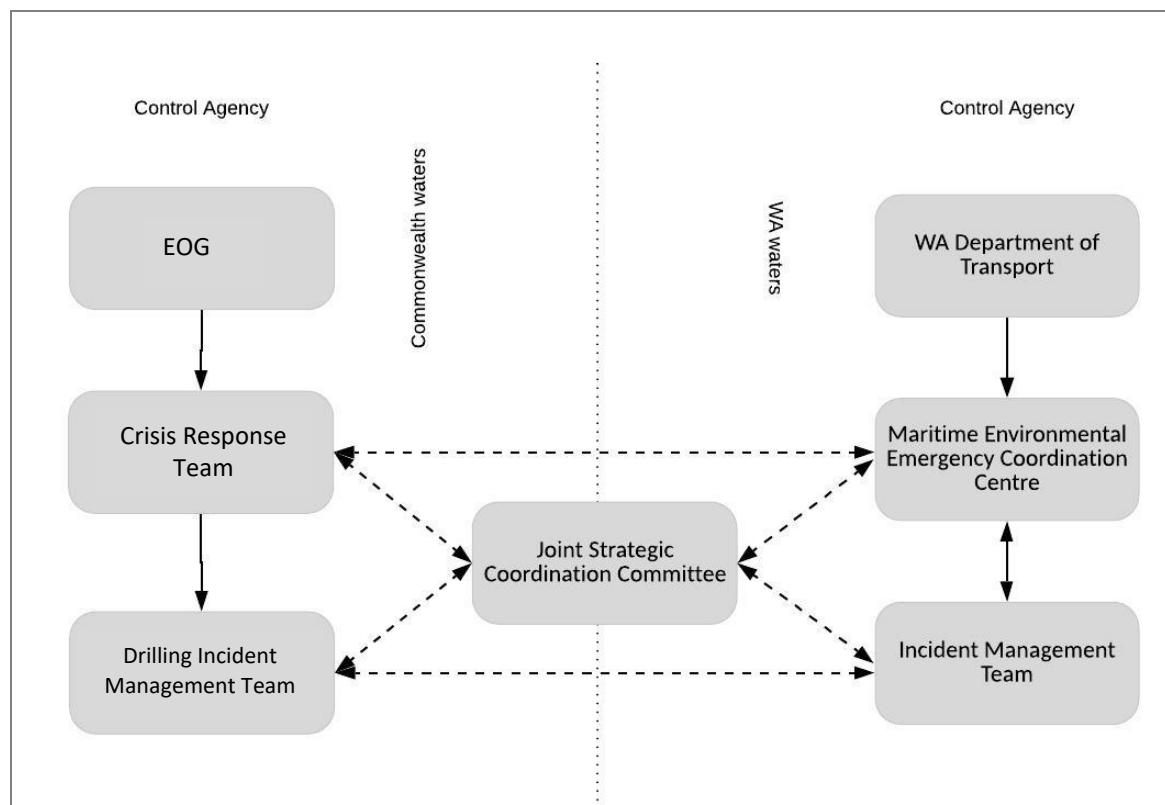 Control Agency
Control Agency
Commonwealth waters
WA waters
EOG
WA Department of
Transport
Crisis Response
Team
Maritime Environmental
Emergency Coordination
Centre
Joint Strategic
Coordination Committee
Drilling Incident
Management Team
Incident Management
Team